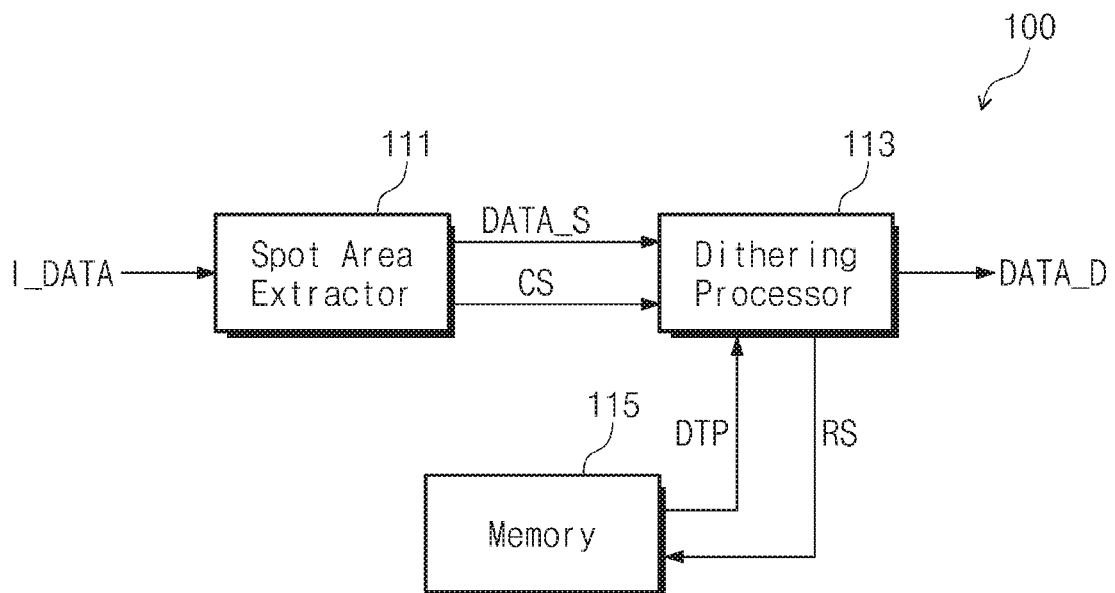 100
111
113
DATA_S
I_DATA
Spot Area
Extractor
CS
Dithering
Processor
DATA_D
115
DTP
RS
Memory